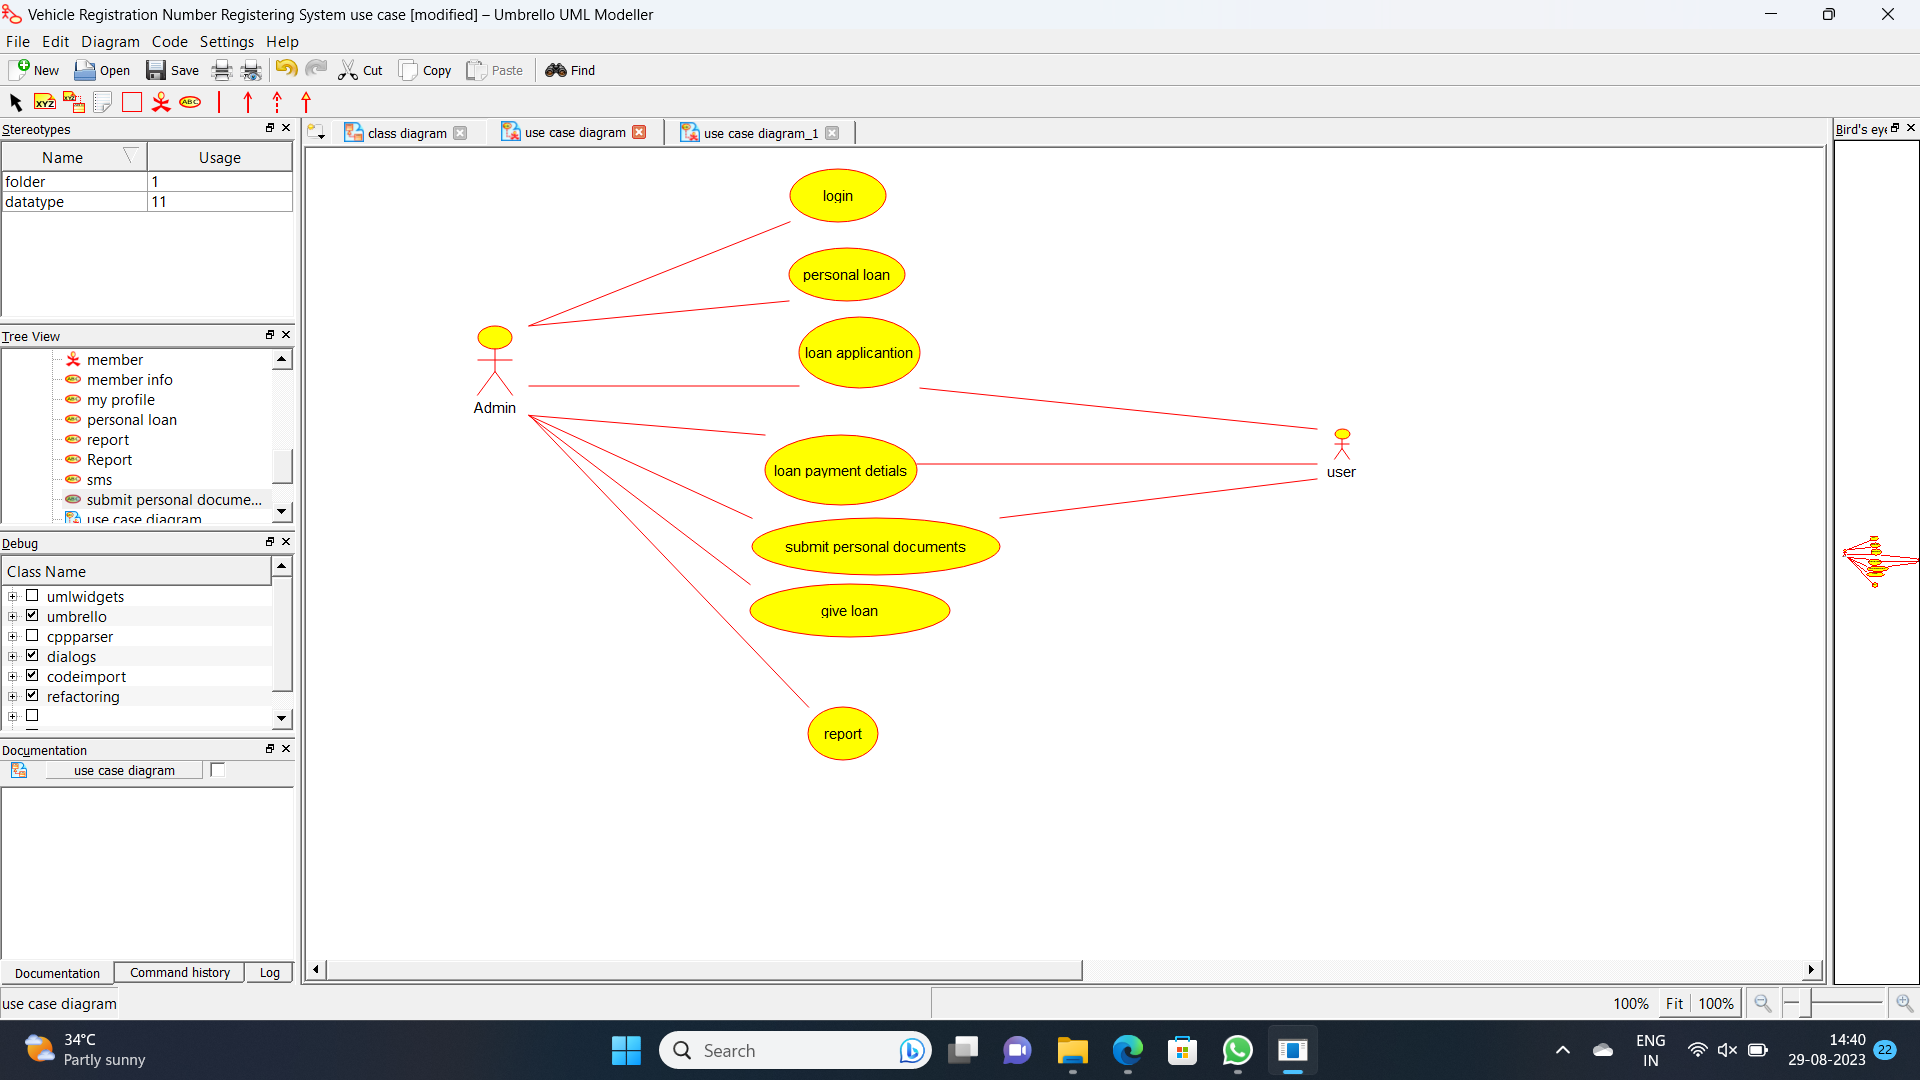 Vehicle Registration Number Registering System use case [modified] – Umbrello UML Modeller
File Edit Diagram Code Settings Help
New Open Save Cut Copy Paste Find
XYZ XYZ ABC
Stereotypes
Name Usage
folder 1
datatype 11
Tree View
member
member info
my profile
personal loan
report
Report
sms
submit personal docume...
use case diagram
Debug
Class Name
umlwidgets
umbrello
cppparser
dialogs
codeimport
refactoring
Documentation
use case diagram
Documentation Command history Log
use case diagram
class diagram use case diagram use case diagram_1
login
personal loan
loan applicantion
Admin
loan payment detials
user
submit personal documents
give loan
report
Bird's eye
100% Fit 100%
34°C
Partly sunny
Search
ENG
IN
14:40
29-08-2023
22